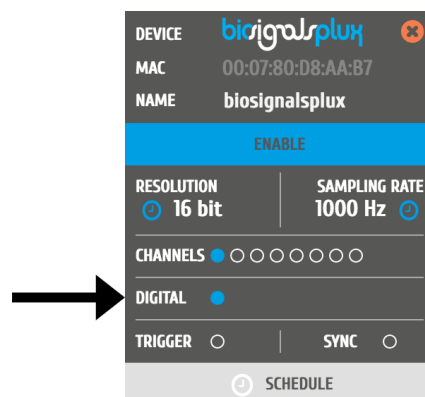 DEVICE biosignalsplux
MAC 00:07:80:D8:AA:B7
NAME biosignalsplux
ENABLE
RESOLUTION SAMPLING RATE
16 bit 1000 Hz
CHANNELS
DIGITAL
TRIGGER SYNC
SCHEDULE